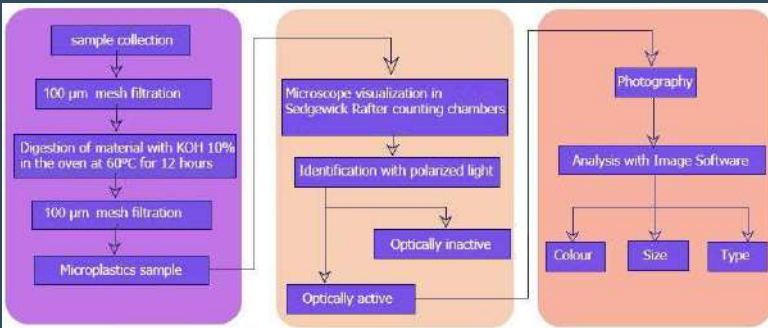 sample collection
100 µm mesh filtration
Digestion of material with KOH 10%
in the oven at 60ºC for 12 hours
100 µm mesh filtration
Microplastics sample
Microscope visualization in
Sedgewick Rafter counting chambers
Identification with polarized light
Optically inactive
Optically active
Photography
Analysis with Image Software
Colour
Size
Type